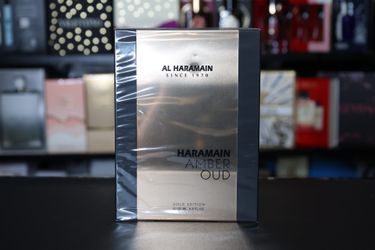 AL HARAMAIN
SINCE 1970
HARAMAIN
AMBER
OUD
GOLD EDITION